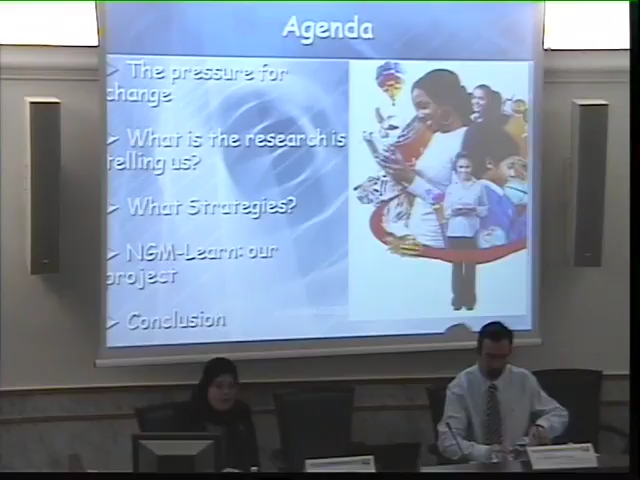 Agenda
➢ The pressure for
change
➢ What is the research is
telling us?
➢ What Strategies?
➢ NGM-Learn: our
project
➢ Conclusion